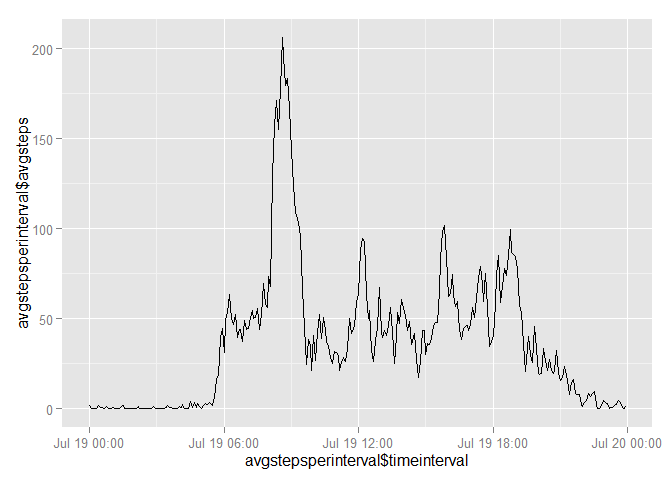 avgstepsperinterval$avgsteps
200
150
100
50
0
Jul 19 00:00
Jul 19 06:00
Jul 19 12:00
Jul 19 18:00
Jul 20 00:00
avgstepsperinterval$timeinterval